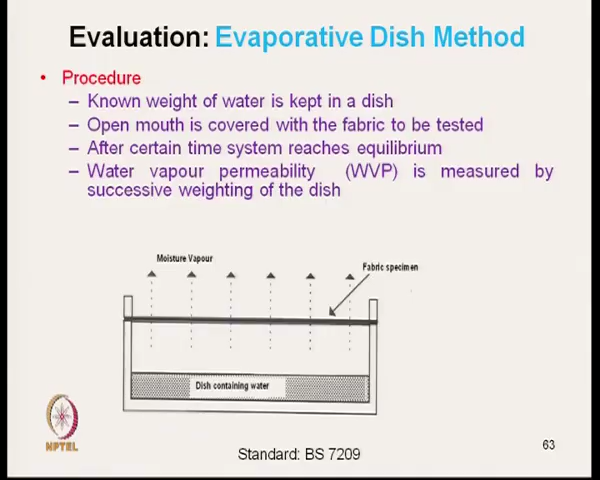 Evaluation: Evaporative Dish Method
• Procedure
– Known weight of water is kept in a dish
– Open mouth is covered with the fabric to be tested
– After certain time system reaches equilibrium
– Water vapour permeability (WVP) is measured by
successive weighting of the dish
Moisture Vapour
Fabric specimen
Dish containing water
NPTEL
Standard: BS 7209
63